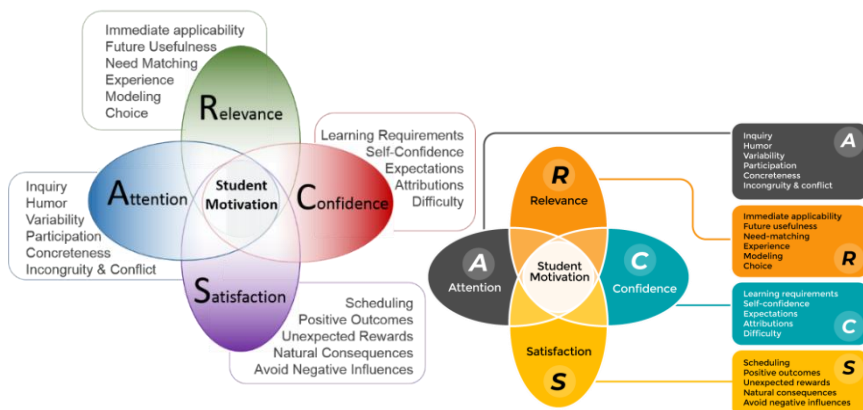 Immediate applicability
Future Usefulness
Need Matching
Experience
Modeling
Choice
Relevance
Learning Requirements
Self-Confidence
Expectations
Attributions
Difficulty
Inquiry
Humor
Variability
Participation
Concreteness
Incongruity & Conflict
Attention
Student
Motivation
Confidence
Satisfaction
Scheduling
Positive Outcomes
Unexpected Rewards
Natural Consequences
Avoid Negative Influences
R
Relevance
A
Attention
Student
Motivation
C
Confidence
Satisfaction
S
Inquiry
Humor
Variability
Participation
Concreteness
Incongruity & conflict
A
Immediate applicability
Future usefulness
Need-matching
Experience
Modeling
Choice
R
Learning requirements
Self-confidence
Expectations
Attributions
Difficulty
C
Scheduling
Positive outcomes
Unexpected rewards
Natural consequences
Avoid negative influences
S